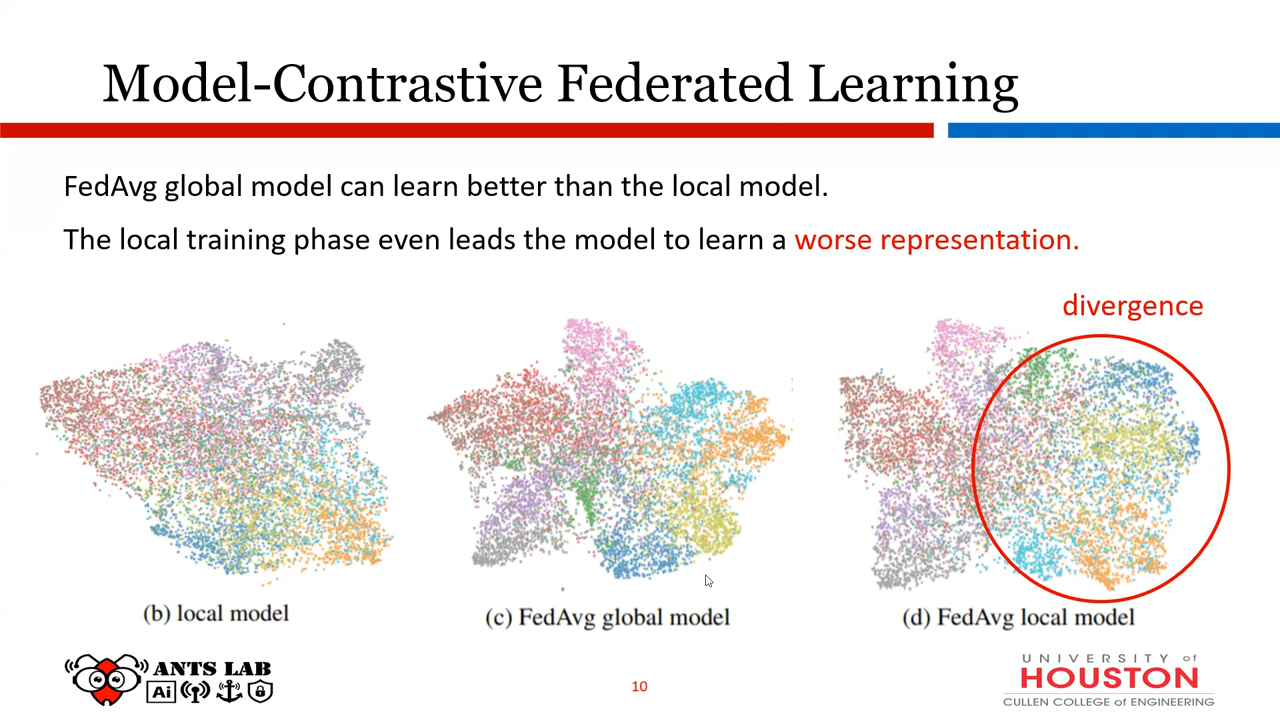 Model-Contrastive Federated Learning
FedAvg global model can learn better than the local model.
The local training phase even leads the model to learn a worse representation.
divergence
(b) local model
(c) FedAvg global model
(d) FedAvg local model
ANTS LAB
Ai
10
UNIVERSITY of
HOUSTON
CULLEN COLLEGE of ENGINEERING